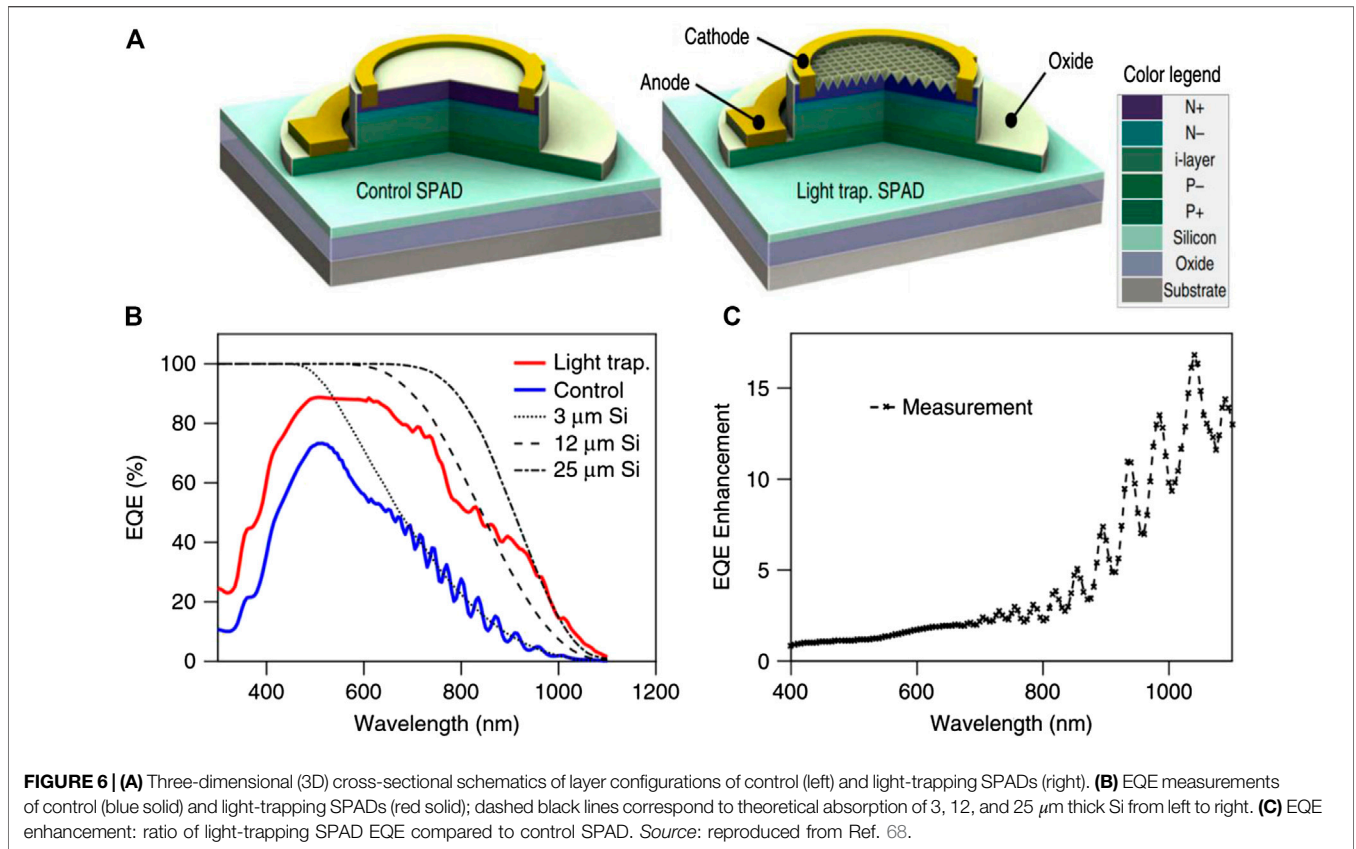 A
Cathode
Anode
Oxide
Control SPAD
Light trap. SPAD
Color legend
N+
N−
i-layer
P−
P+
Silicon
Oxide
Substrate
B
100
80
60
40
20
0
EQE (%)
Light trap.
Control
3 μm Si
12 μm Si
25 μm Si
400 600 800 1000 1200
Wavelength (nm)
C
15
10
5
0
EQE Enhancement
Measurement
400 600 800 1000
Wavelength (nm)
FIGURE 6 | (A) Three-dimensional (3D) cross-sectional schematics of layer configurations of control (left) and light-trapping SPADs (right). (B) EQE measurements
of control (blue solid) and light-trapping SPADs (red solid); dashed black lines correspond to theoretical absorption of 3, 12, and 25 μm thick Si from left to right. (C) EQE
enhancement: ratio of light-trapping SPAD EQE compared to control SPAD. Source: reproduced from Ref. 68.